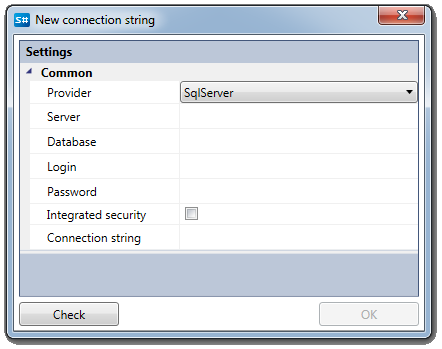 S# New connection string
Settings
Common
Provider SqlServer
Server
Database
Login
Password
Integrated security
Connection string
Check OK